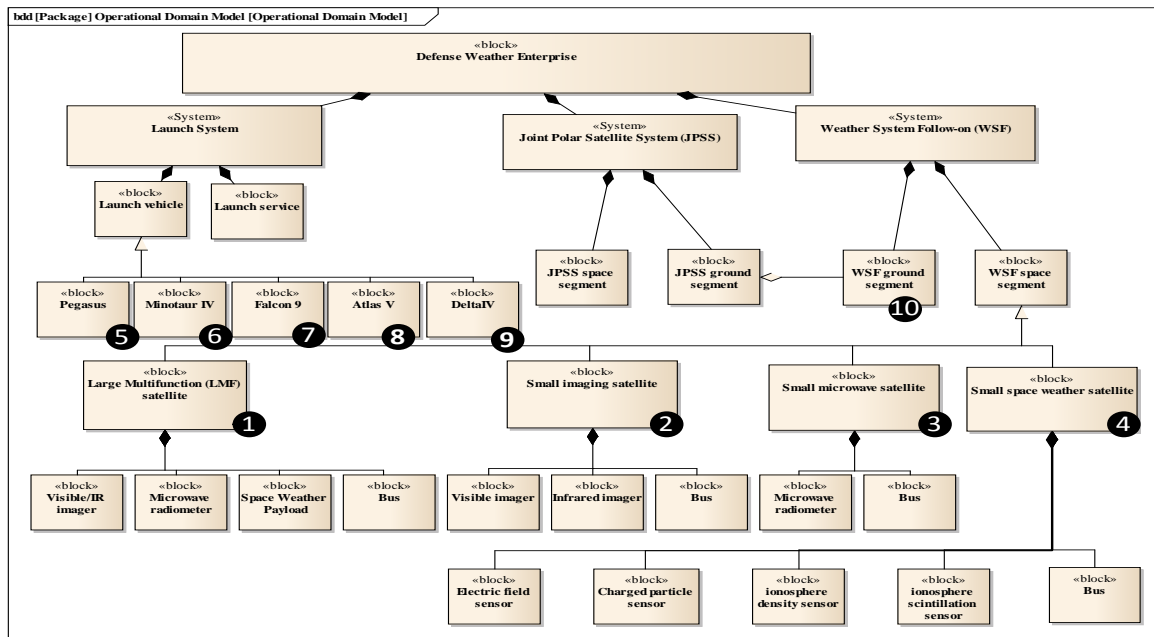 bdd [Package] Operational Domain Model [Operational Domain Model]
«block»
Defense Weather Enterprise
«System»
Launch System
«System»
Joint Polar Satellite System (JPSS)
«System»
Weather System Follow-on (WSF)
«block»
Launch vehicle
«block»
Launch service
«block»
JPSS space
segment
«block»
JPSS ground
segment
«block»
WSF ground
segment
10
«block»
WSF space
segment
«block»
Pegasus
5
«block»
Minotaur IV
6
«block»
Falcon 9
7
«block»
Atlas V
8
«block»
DeltaIV
9
«block»
Large Multifunction (LMF)
satellite
1
«block»
Small imaging satellite
2
«block»
Small microwave satellite
3
«block»
Small space weather satellite
4
«block»
Visible/IR
imager
«block»
Microwave
radiometer
«block»
Space Weather
Payload
«block»
Bus
«block»
Visible imager
«block»
Infrared imager
«block»
Bus
«block»
Microwave
radiometer
«block»
Bus
«block»
Electric field
sensor
«block»
Charged particle
sensor
«block»
ionosphere
density sensor
«block»
ionosphere
scintillation
sensor
«block»
Bus